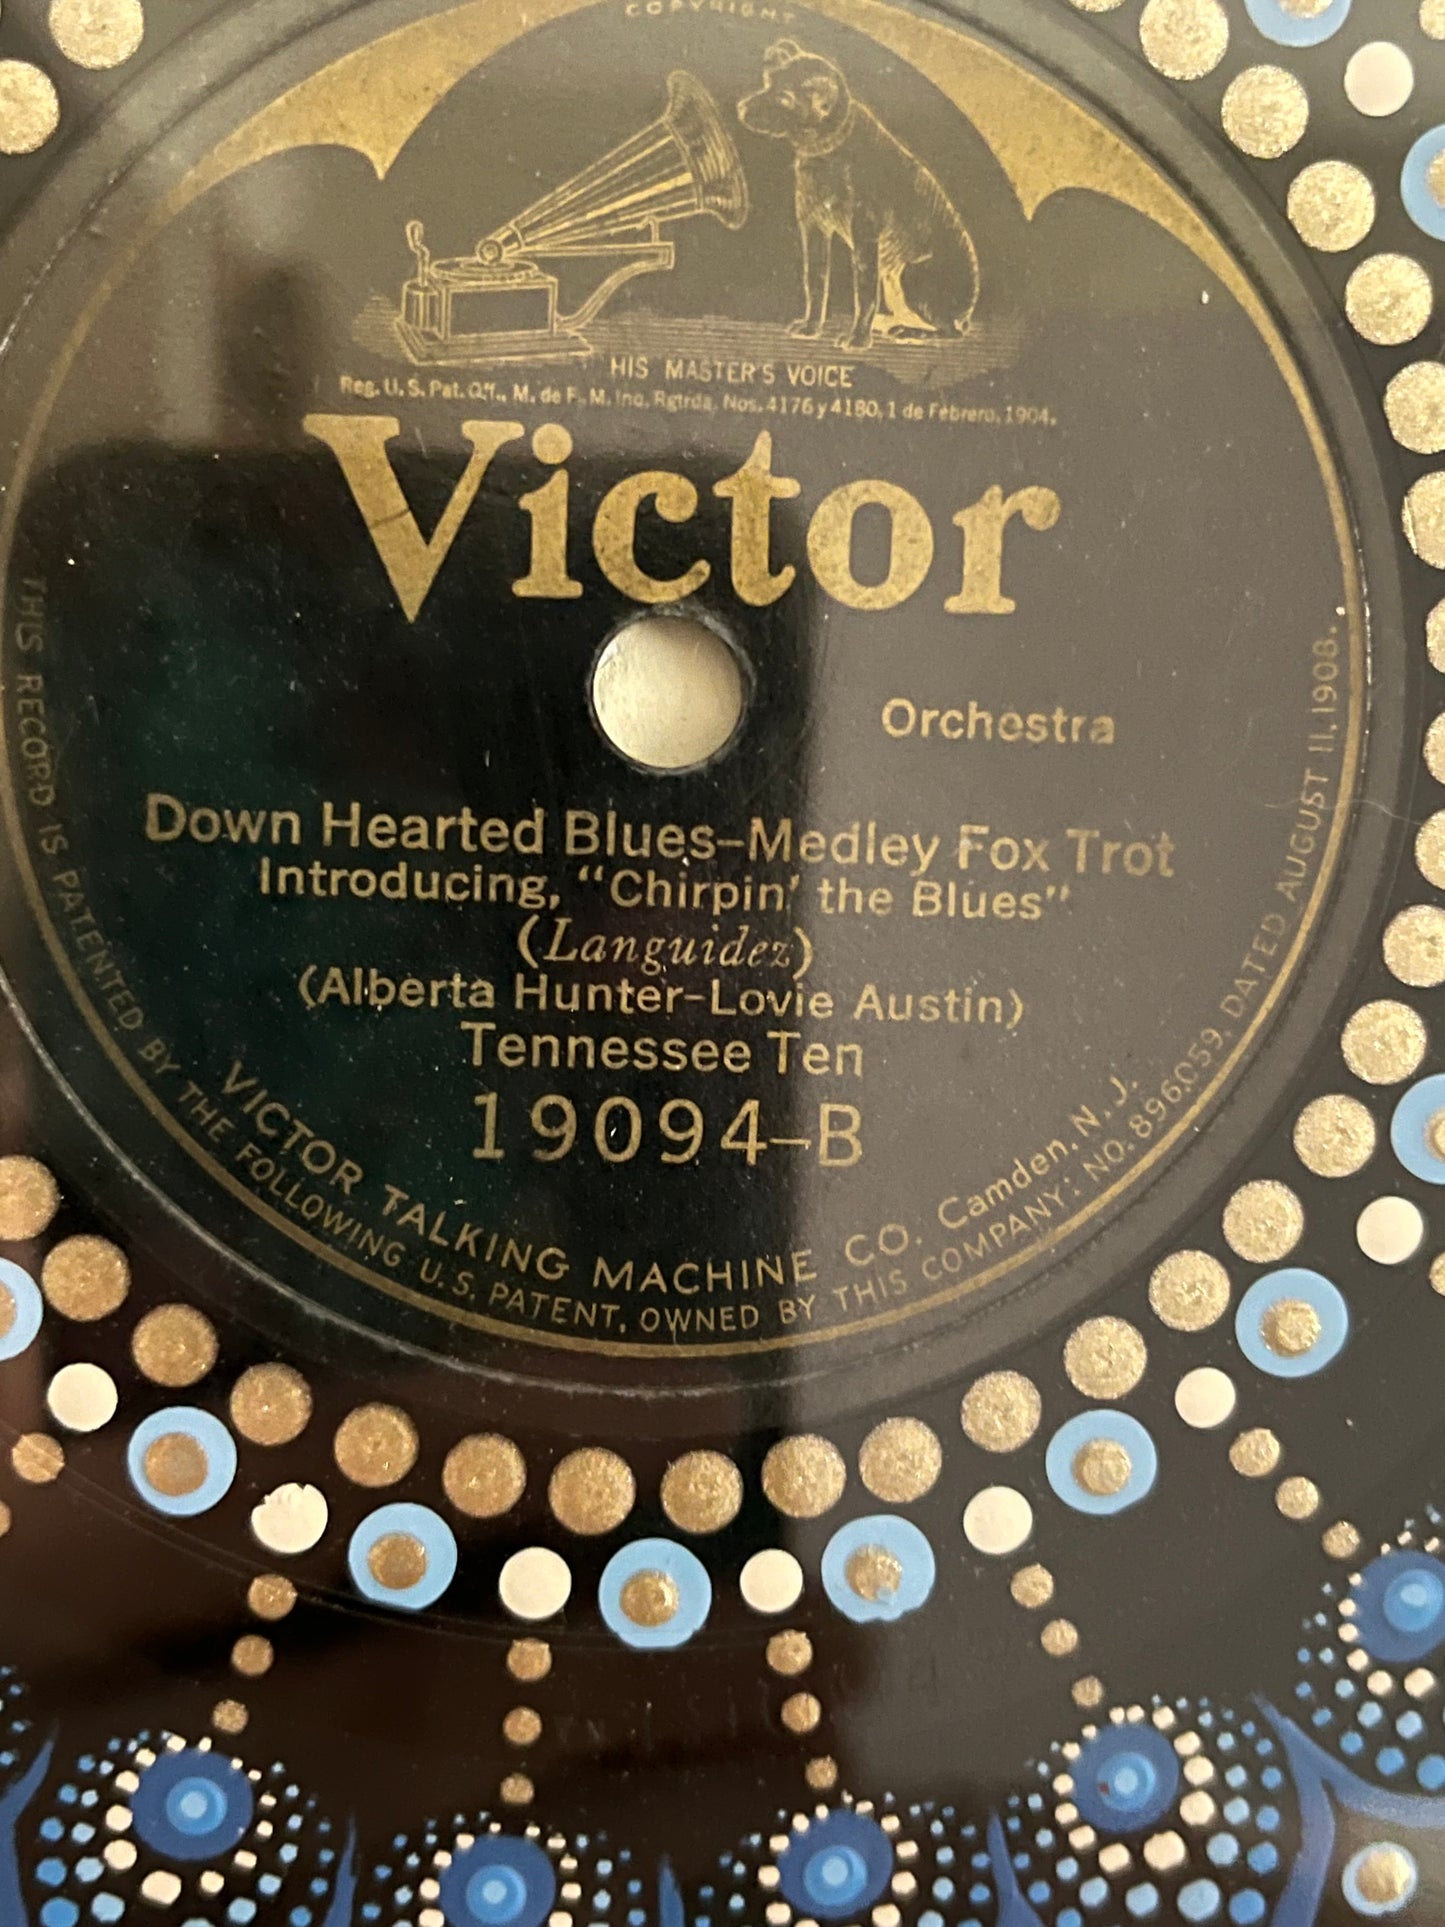 COPYRIGHT
HIS MASTER'S VOICE
Reg. U.S. Pat. Off., M. de F. M. Ind. Rgtrda. Nos. 4176 y 4180, 1 de Febrero, 1904.
Victor
Orchestra
Down Hearted Blues-Medley Fox Trot
Introducing, "Chirpin' the Blues"
(Languidez)
(Alberta Hunter-Lovie Austin)
Tennessee Ten
19094-B
VICTOR TALKING MACHINE CO. Camden, N. J.
THIS RECORD IS PATENTED BY THE FOLLOWING U.S. PATENT, OWNED BY THIS COMPANY: NO. 896,059, DATED AUGUST 11, 1908.